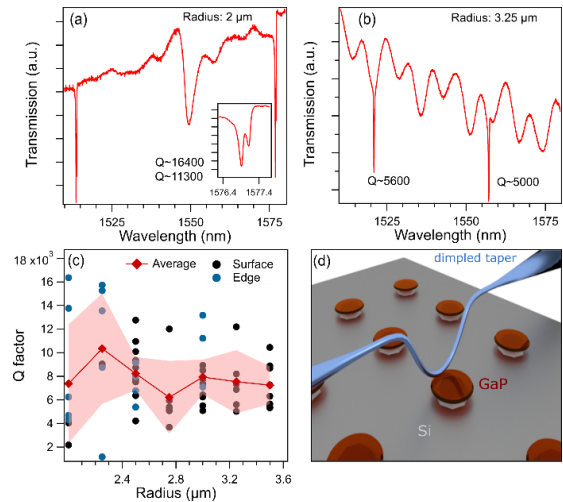 (a)
Radius: 2 µm
Transmission (a.u.)
Q~16400
Q~11300
1576.4
1577.4
1525
1550
1575
Wavelength (nm)
(b)
Radius: 3.25 µm
Transmission (a.u.)
Q~5600
Q~5000
1525
1550
1575
Wavelength (nm)
(c)
18 x10³
16
14
12
10
8
6
4
2
Q factor
Average
Surface
Edge
2.4
2.8
3.2
3.6
Radius (µm)
(d)
dimpled taper
GaP
Si